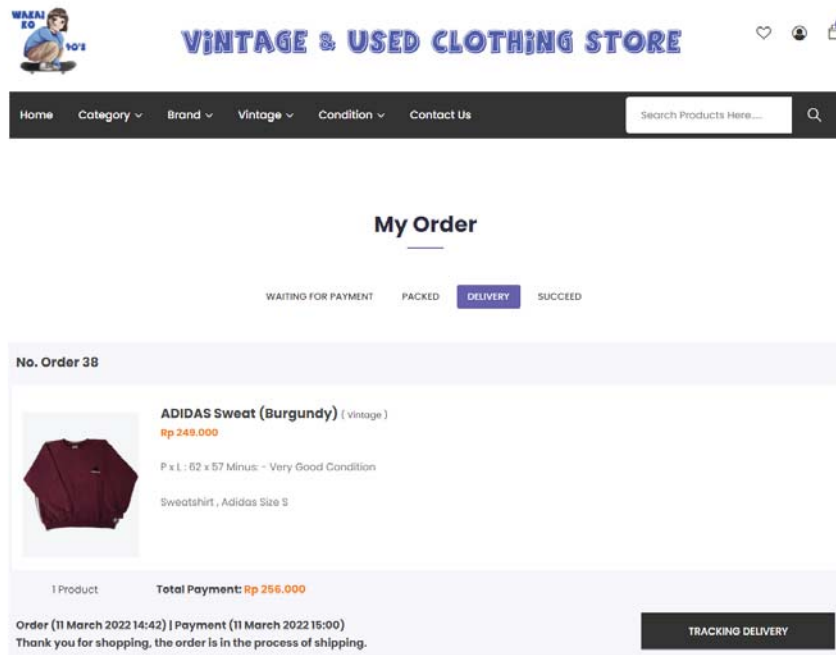 WAKAI
KO
90's
VINTAGE & USED CLOTHING STORE
Home Category Brand Vintage Condition Contact Us Search Products Here.....
My Order
WAITING FOR PAYMENT PACKED DELIVERY SUCCEED
No. Order 38
ADIDAS Sweat (Burgundy) ( Vintage )
Rp 249.000
P x L : 62 x 57 Minus: - Very Good Condition
Sweatshirt , Adidas Size S
1 Product Total Payment: Rp 256.000
Order (11 March 2022 14:42) | Payment (11 March 2022 15:00)
Thank you for shopping, the order is in the process of shipping.
TRACKING DELIVERY